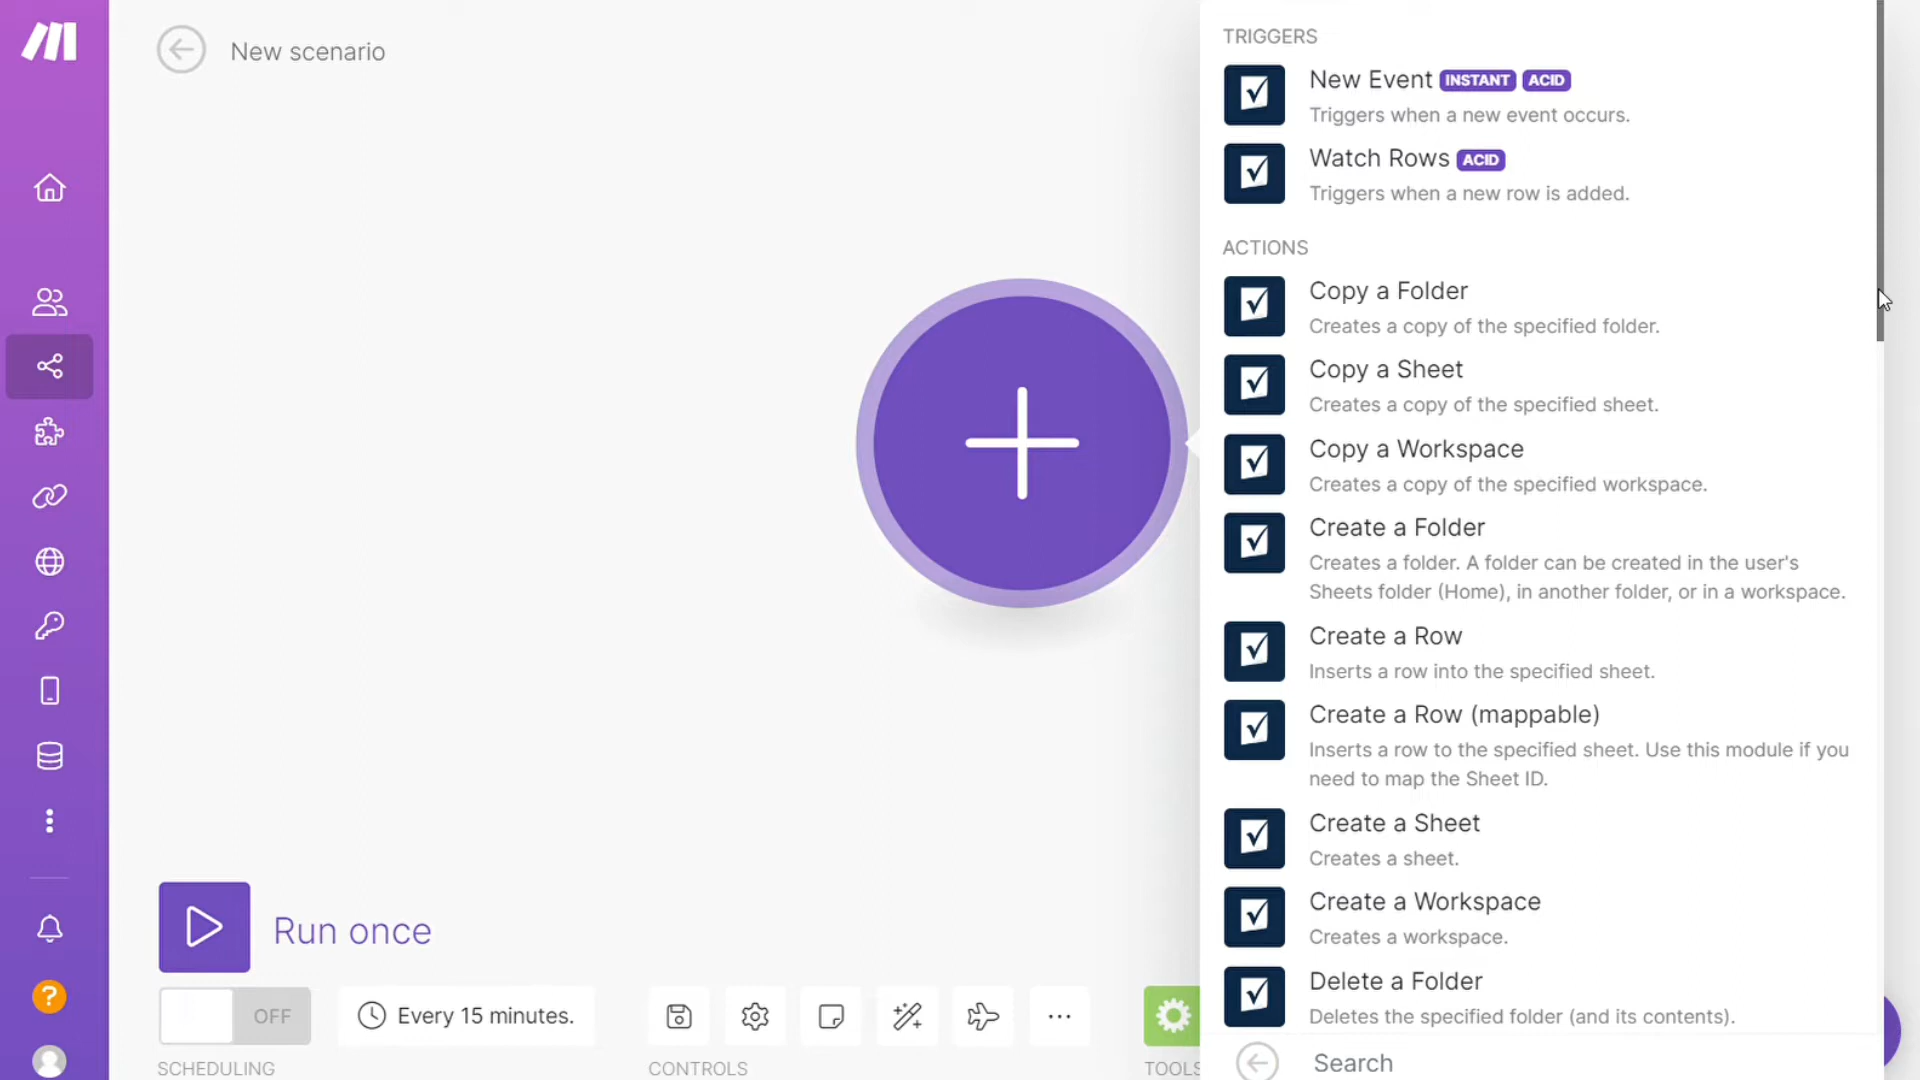 New scenario
TRIGGERS
New Event INSTANT ACID
Triggers when a new event occurs.
Watch Rows ACID
Triggers when a new row is added.
ACTIONS
Copy a Folder
Creates a copy of the specified folder.
Copy a Sheet
Creates a copy of the specified sheet.
Copy a Workspace
Creates a copy of the specified workspace.
Create a Folder
Creates a folder. A folder can be created in the user's
Sheets folder (Home), in another folder, or in a workspace.
Create a Row
Inserts a row into the specified sheet.
Create a Row (mappable)
Inserts a row to the specified sheet. Use this module if you
need to map the Sheet ID.
Create a Sheet
Creates a sheet.
Create a Workspace
Creates a workspace.
Delete a Folder
Deletes the specified folder (and its contents).
Search
Run once
OFF
Every 15 minutes.
SCHEDULING
CONTROLS
TOOLS
?